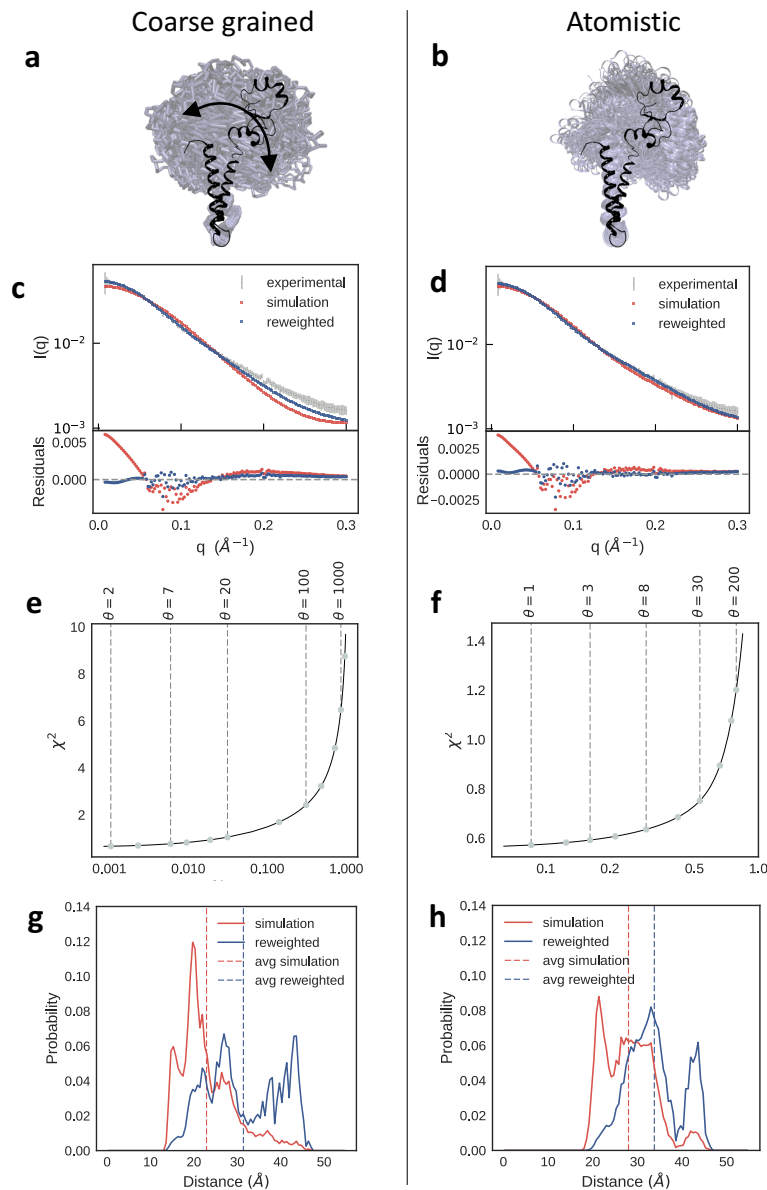 Coarse grained
Atomistic
a
b
c
experimental
simulation
reweighted
I(q)
10⁻²
10⁻³
Residuals
0.005
0.000
0.0
0.1
0.2
0.3
q (Å⁻¹)
d
experimental
simulation
reweighted
I(q)
10⁻²
10⁻³
Residuals
0.0025
0.0000
−0.0025
0.0
0.1
0.2
0.3
q (Å⁻¹)
e
θ = 2
θ = 7
θ = 20
θ = 100
θ = 1000
10
8
6
4
2
χ²
0.001
0.010
0.100
1.000
f
θ = 1
θ = 3
θ = 8
θ = 30
θ = 200
1.4
1.2
1.0
0.8
0.6
χ²
0.1
0.2
0.5
1.0
g
simulation
reweighted
avg simulation
avg reweighted
0.14
0.12
0.10
0.08
0.06
0.04
0.02
0.00
Probability
0
10
20
30
40
50
Distance (Å)
h
simulation
reweighted
avg simulation
avg reweighted
0.14
0.12
0.10
0.08
0.06
0.04
0.02
0.00
Probability
0
10
20
30
40
50
Distance (Å)